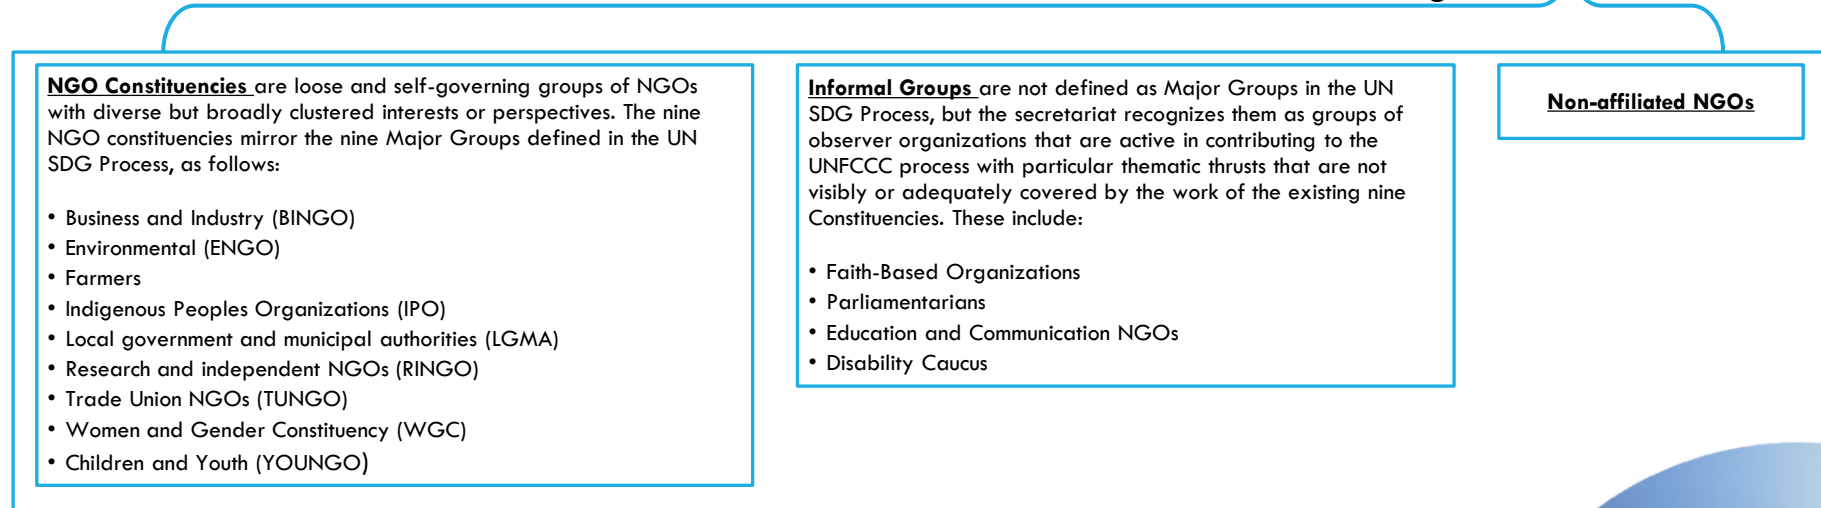 NGO Constituencies are loose and self-governing groups of NGOs
with diverse but broadly clustered interests or perspectives. The nine
NGO constituencies mirror the nine Major Groups defined in the UN
SDG Process, as follows:
• Business and Industry (BINGO)
• Environmental (ENGO)
• Farmers
• Indigenous Peoples Organizations (IPO)
• Local government and municipal authorities (LGMA)
• Research and independent NGOs (RINGO)
• Trade Union NGOs (TUNGO)
• Women and Gender Constituency (WGC)
• Children and Youth (YOUNGO)
Informal Groups are not defined as Major Groups in the UN
SDG Process, but the secretariat recognizes them as groups of
observer organizations that are active in contributing to the
UNFCCC process with particular thematic thrusts that are not
visibly or adequately covered by the work of the existing nine
Constituencies. These include:
• Faith-Based Organizations
• Parliamentarians
• Education and Communication NGOs
• Disability Caucus
Non-affiliated NGOs